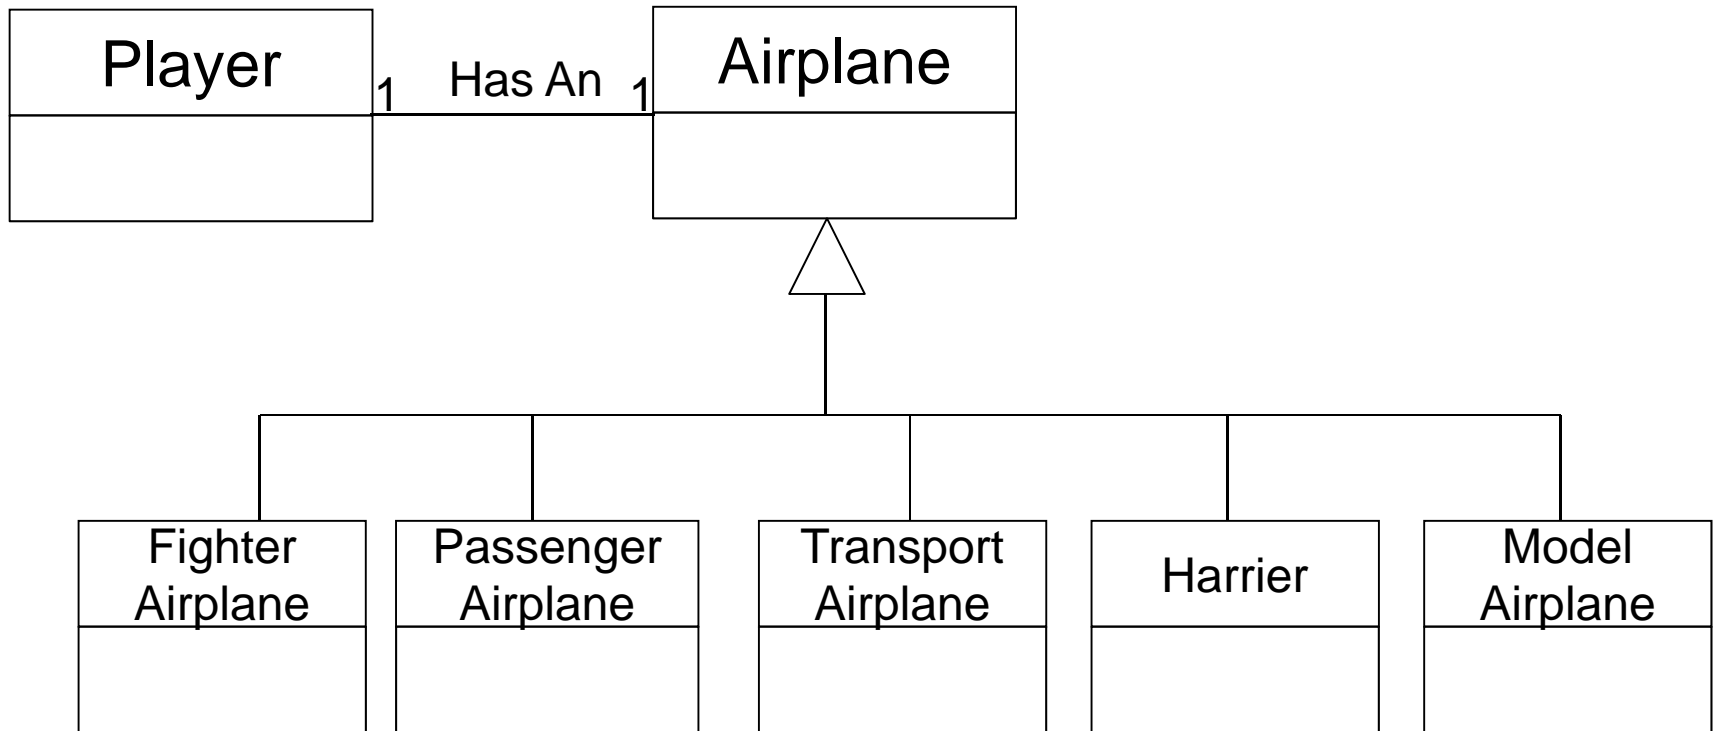 Player
1
Has An
1
Airplane
Fighter
Airplane
Passenger
Airplane
Transport
Airplane
Harrier
Model
Airplane